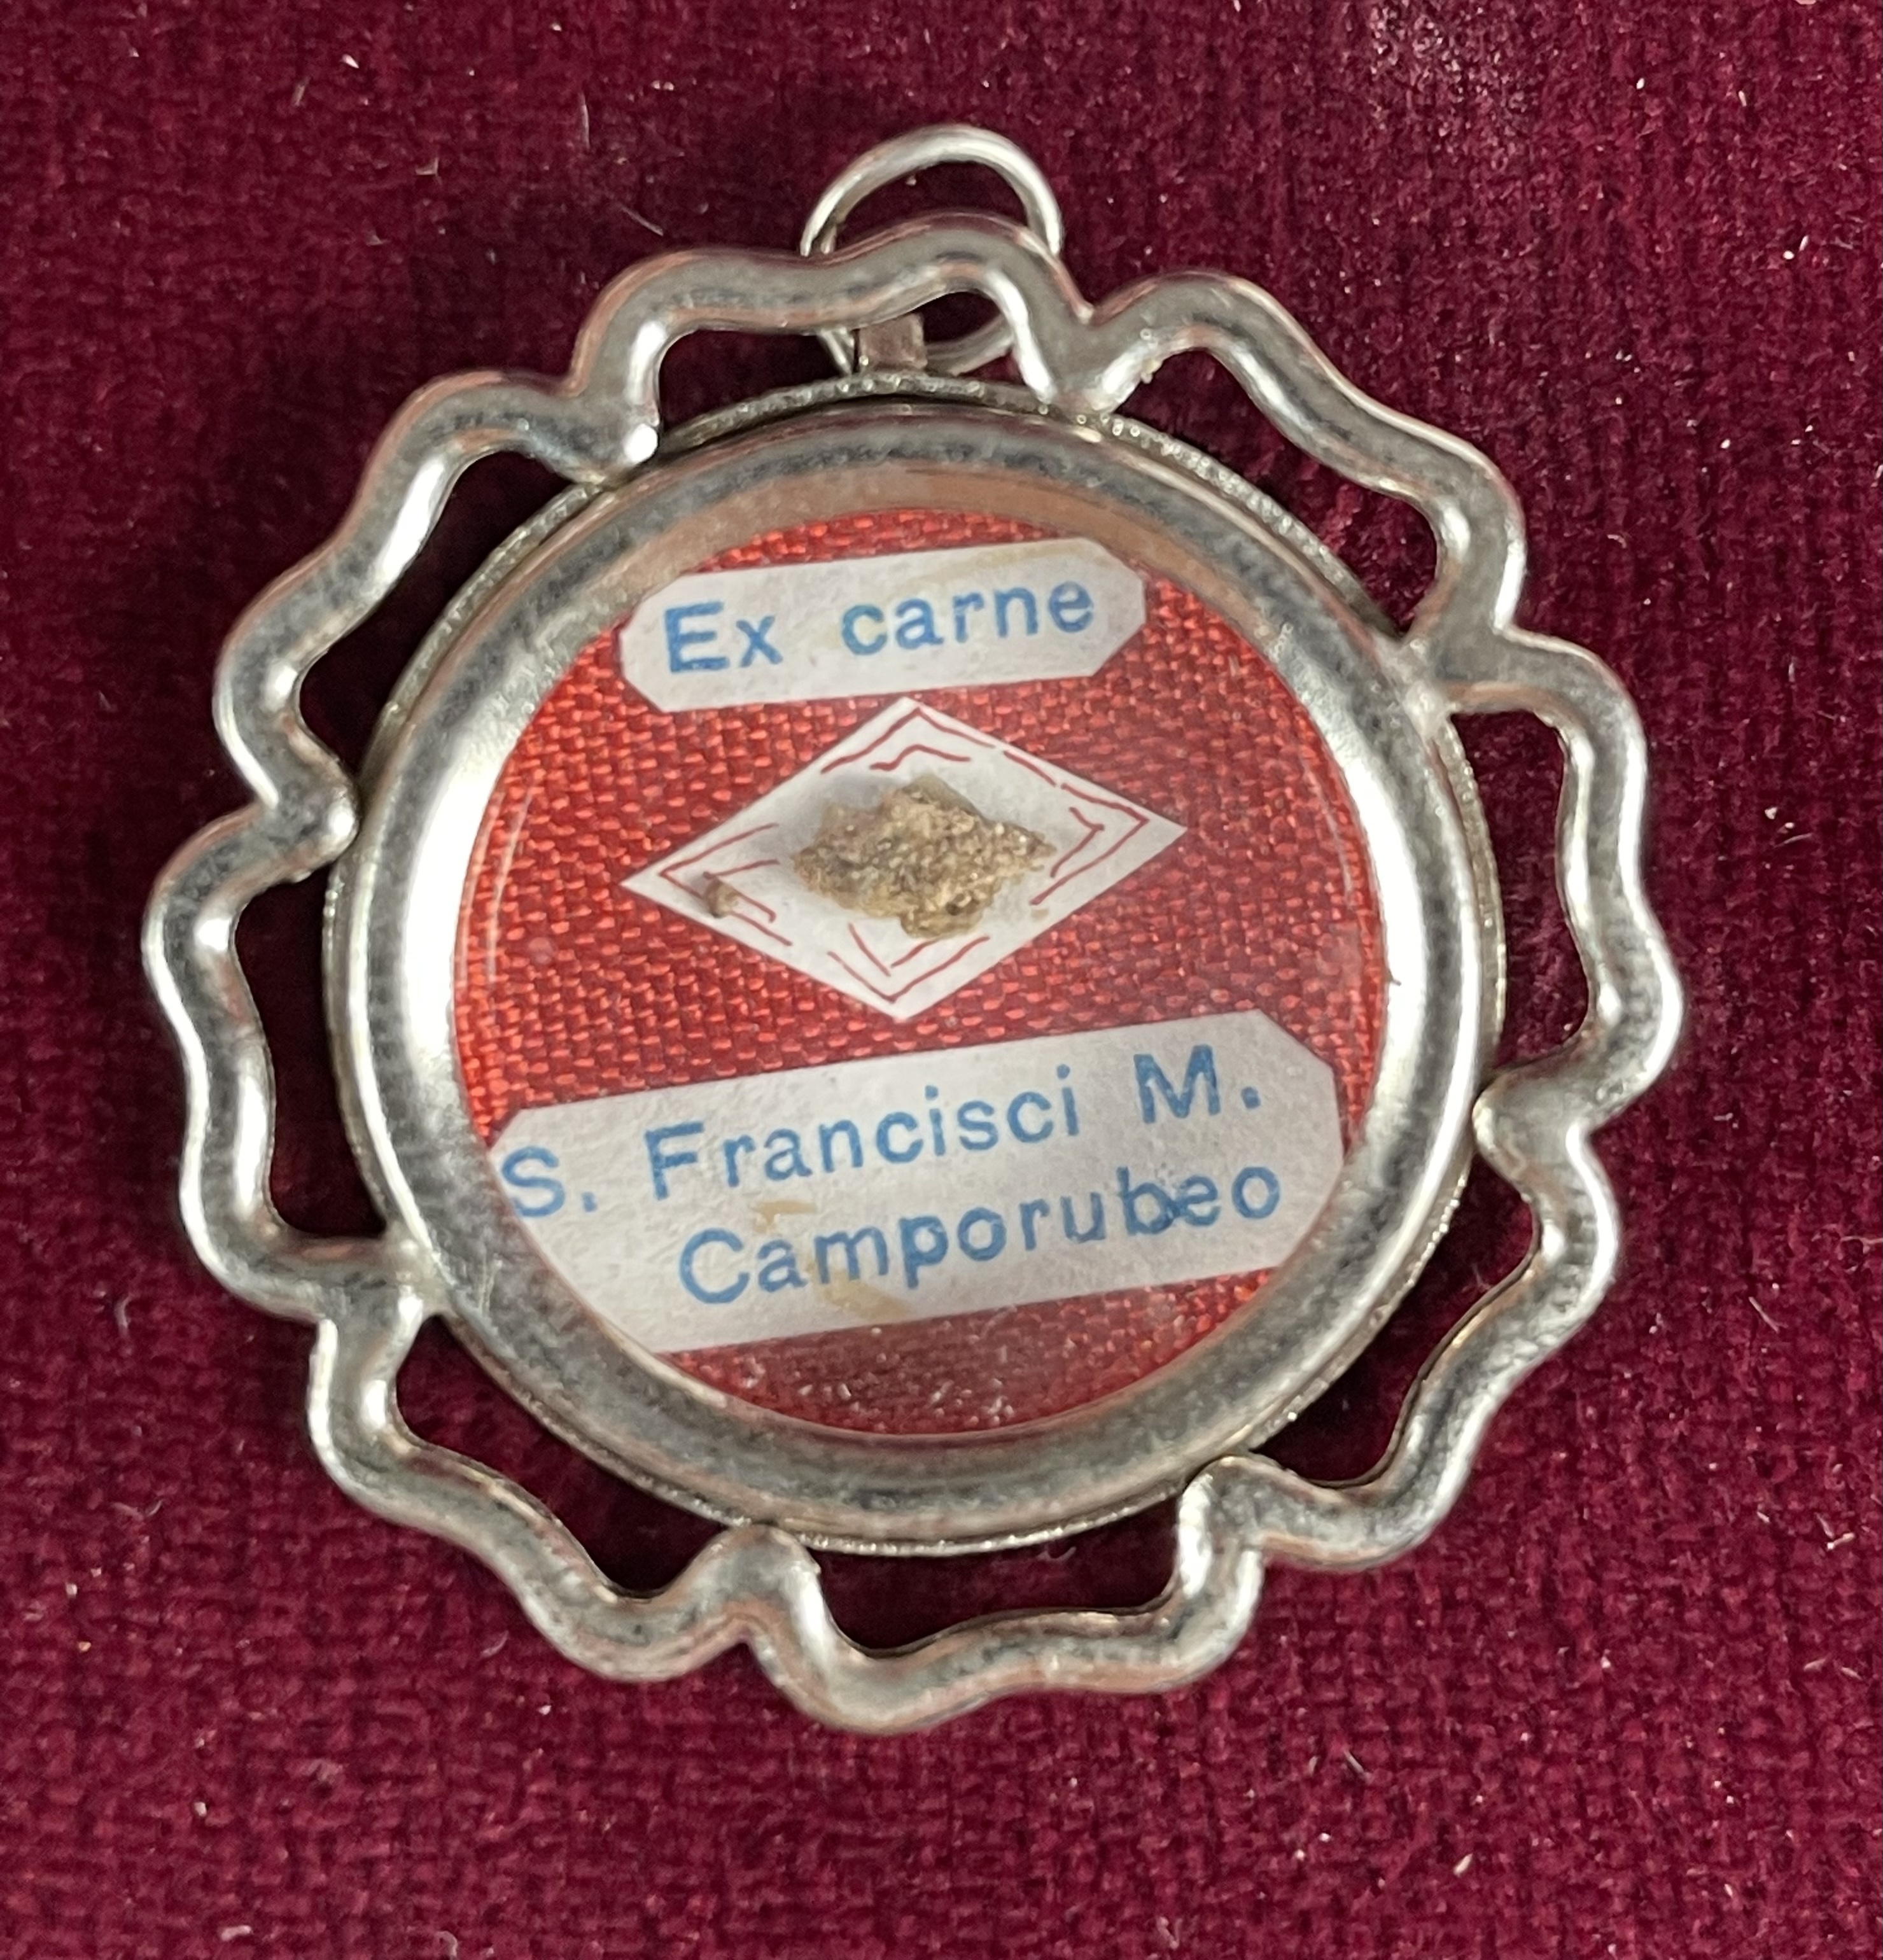 Ex carne
S. Francisci M.
Camporubeo